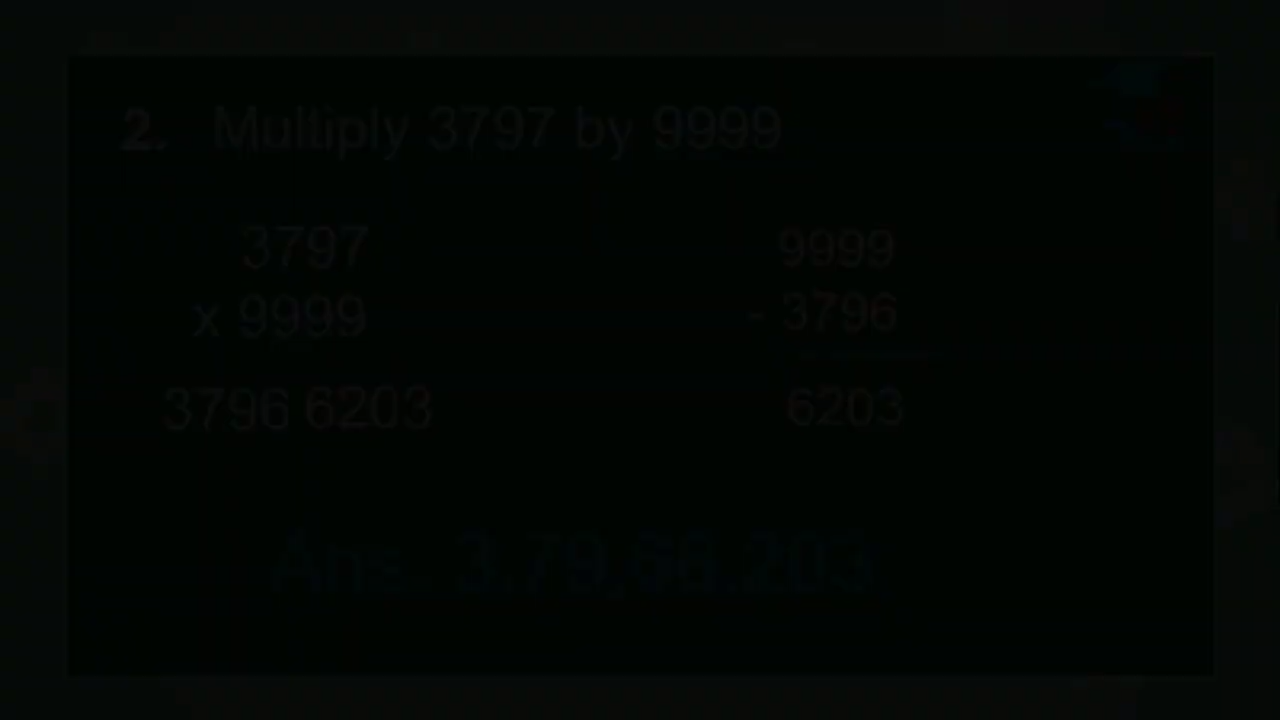 2. Multiply 3797 by 9999
3797
x 9999
3796 6203
9999
- 3796
6203
Ans. 3,79,66,203